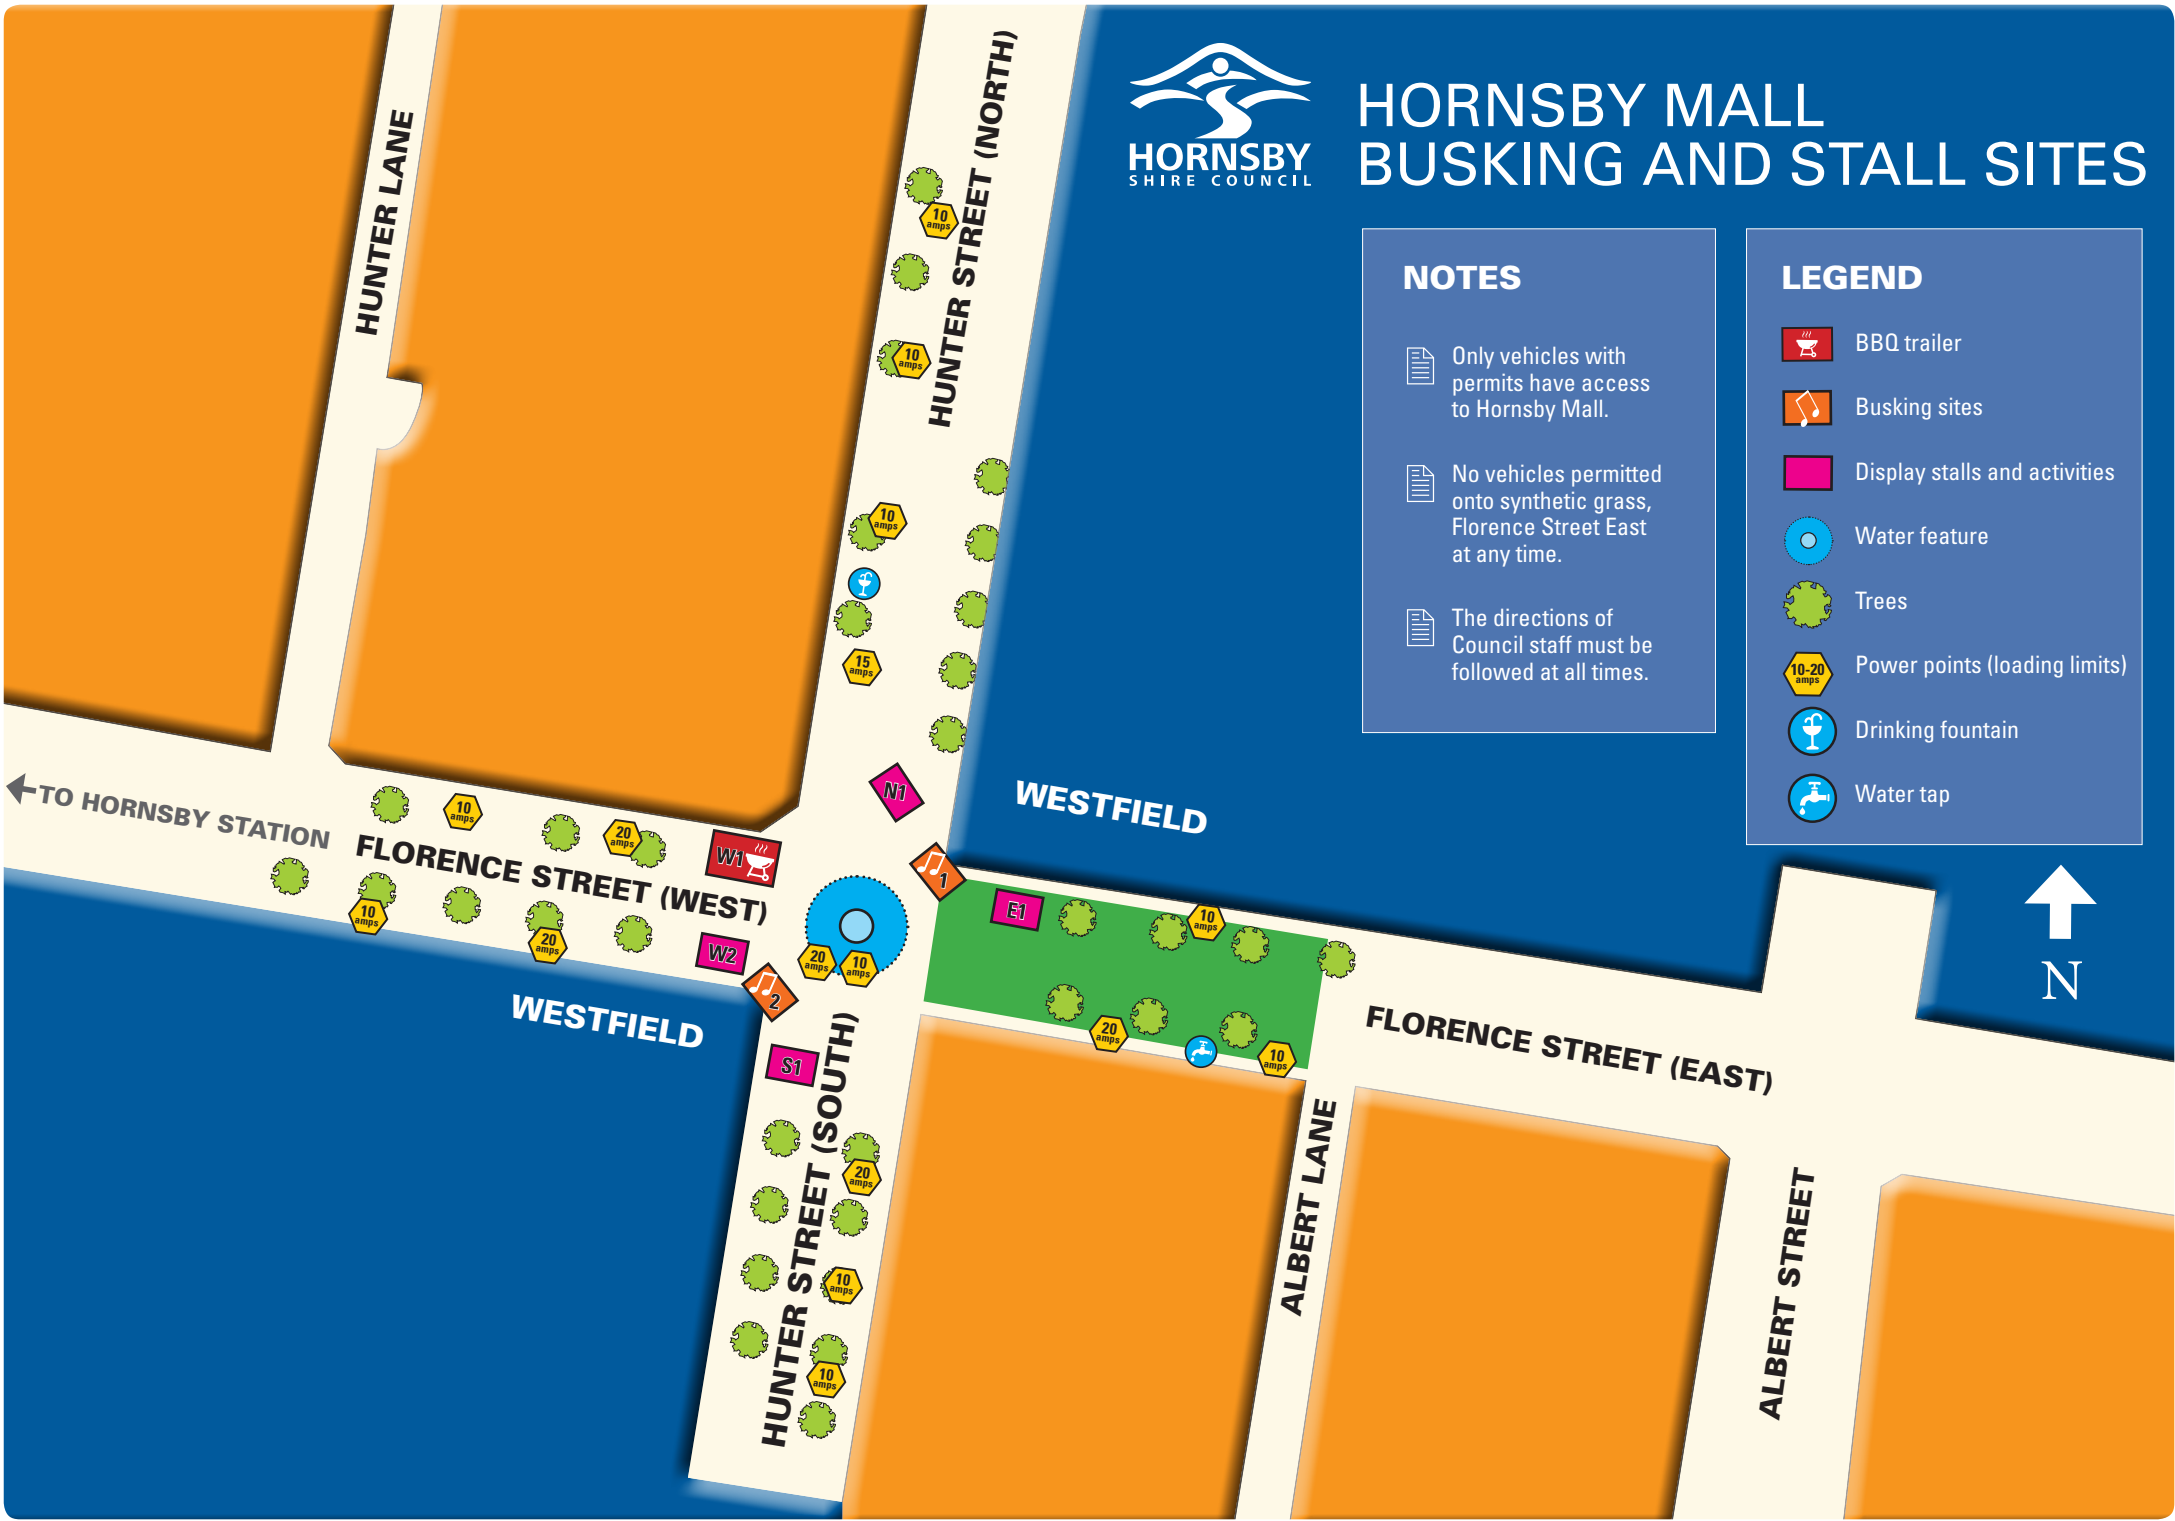 HORNSBY
SHIRE COUNCIL
HORNSBY MALL
BUSKING AND STALL SITES
NOTES
Only vehicles with
permits have access
to Hornsby Mall.
No vehicles permitted
onto synthetic grass,
Florence Street East
at any time.
The directions of
Council staff must be
followed at all times.
LEGEND
BBQ trailer
Busking sites
Display stalls and activities
Water feature
Trees
10-20
amps
Power points (loading limits)
Drinking fountain
Water tap
N
HUNTER LANE
HUNTER STREET (NORTH)
10
amps
10
amps
10
amps
15
amps
N1
WESTFIELD
TO HORNSBY STATION
FLORENCE STREET (WEST)
10
amps
20
amps
W1
10
amps
20
amps
W2
1
2
20
amps
10
amps
E1
10
amps
20
amps
10
amps
WESTFIELD
FLORENCE STREET (EAST)
S1
HUNTER STREET (SOUTH)
20
amps
10
amps
10
amps
ALBERT LANE
ALBERT STREET